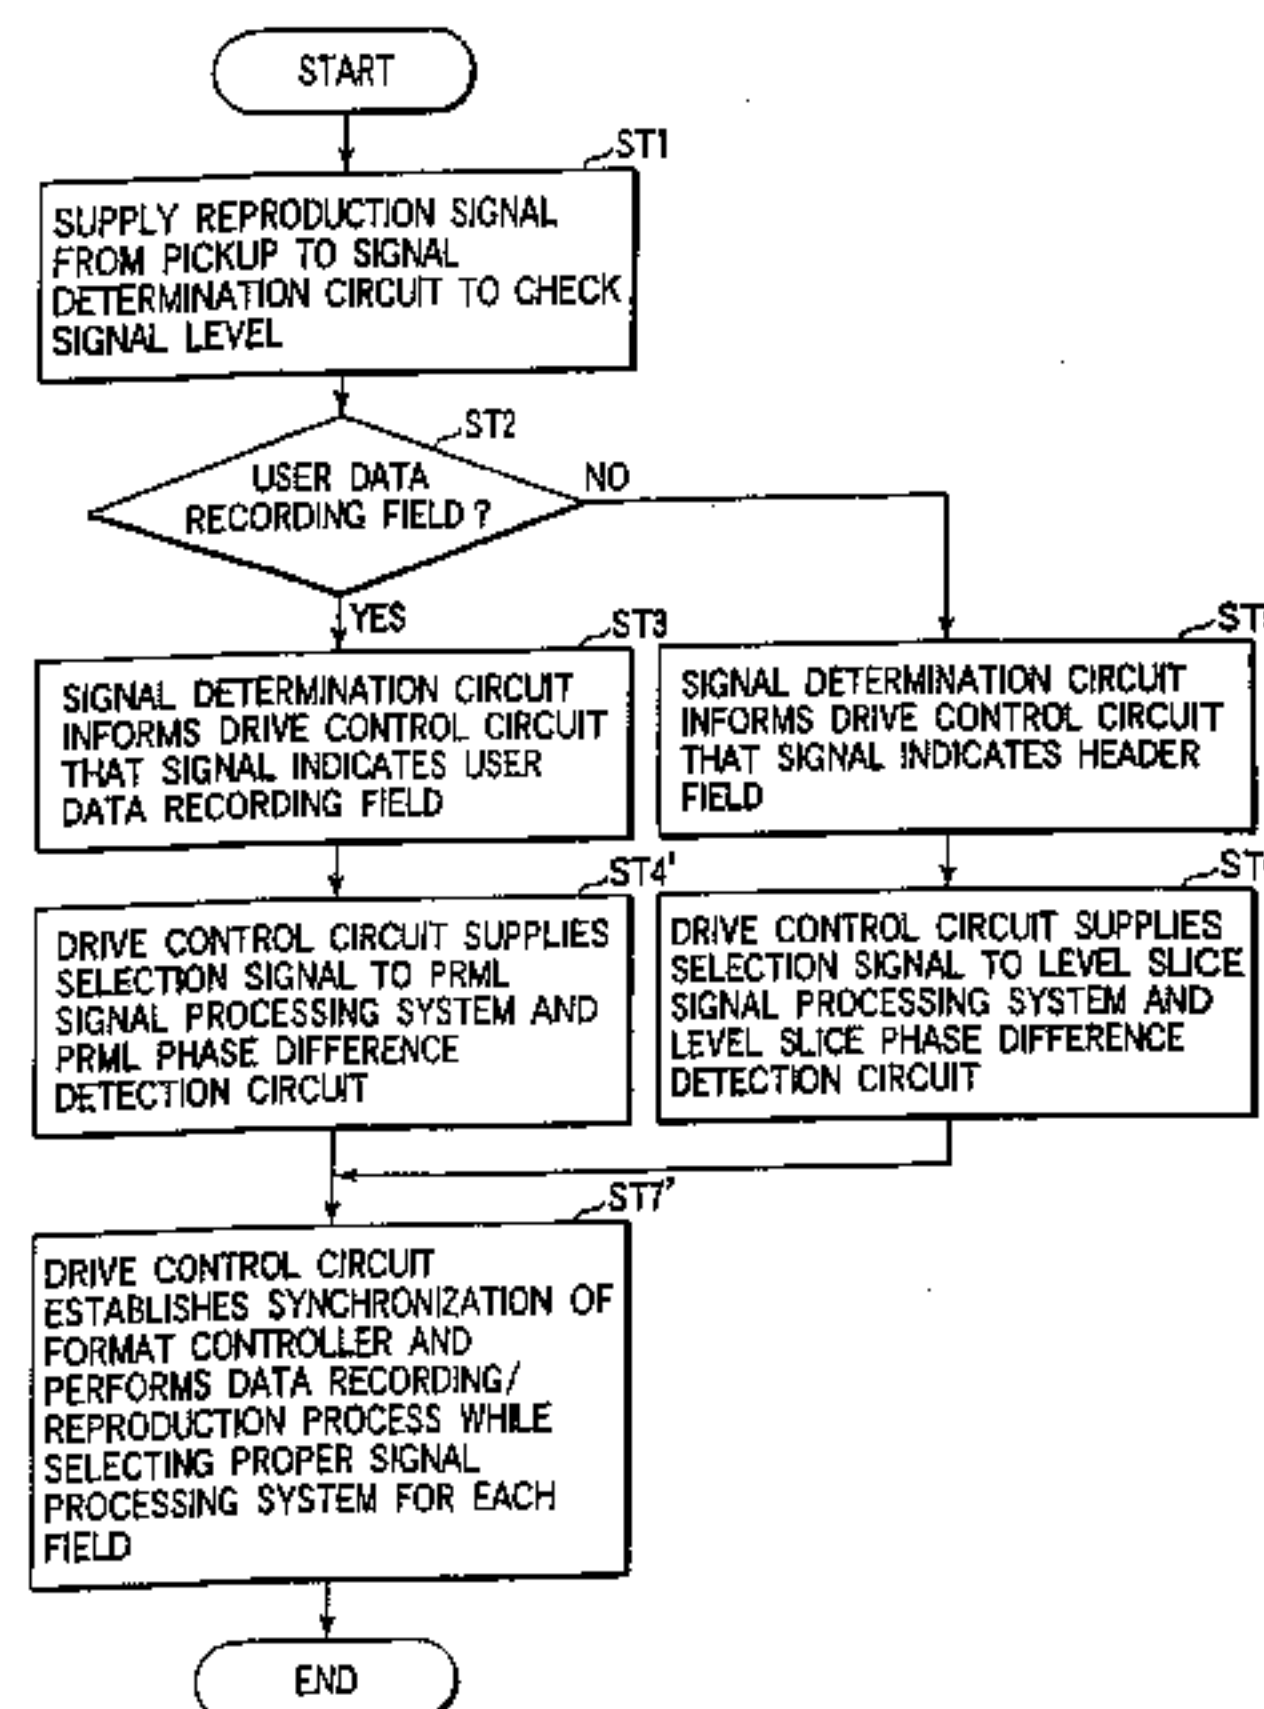 START
ST1
SUPPLY REPRODUCTION SIGNAL
FROM PICKUP TO SIGNAL
DETERMINATION CIRCUIT TO CHECK
SIGNAL LEVEL
ST2
USER DATA
RECORDING FIELD?
NO
YES
ST3
SIGNAL DETERMINATION CIRCUIT
INFORMS DRIVE CONTROL CIRCUIT
THAT SIGNAL INDICATES USER
DATA RECORDING FIELD
SIGNAL DETERMINATION CIRCUIT
INFORMS DRIVE CONTROL CIRCUIT
THAT SIGNAL INDICATES HEADER
FIELD
ST4'
DRIVE CONTROL CIRCUIT SUPPLIES
SELECTION SIGNAL TO PRML
SIGNAL PROCESSING SYSTEM AND
PRML PHASE DIFFERENCE
DETECTION CIRCUIT
DRIVE CONTROL CIRCUIT SUPPLIES
SELECTION SIGNAL TO LEVEL SLICE
SIGNAL PROCESSING SYSTEM AND
LEVEL SLICE PHASE DIFFERENCE
DETECTION CIRCUIT
ST7'
DRIVE CONTROL CIRCUIT
ESTABLISHES SYNCHRONIZATION OF
FORMAT CONTROLLER AND
PERFORMS DATA RECORDING/
REPRODUCTION PROCESS WHILE
SELECTING PROPER SIGNAL
PROCESSING SYSTEM FOR EACH
FIELD
END